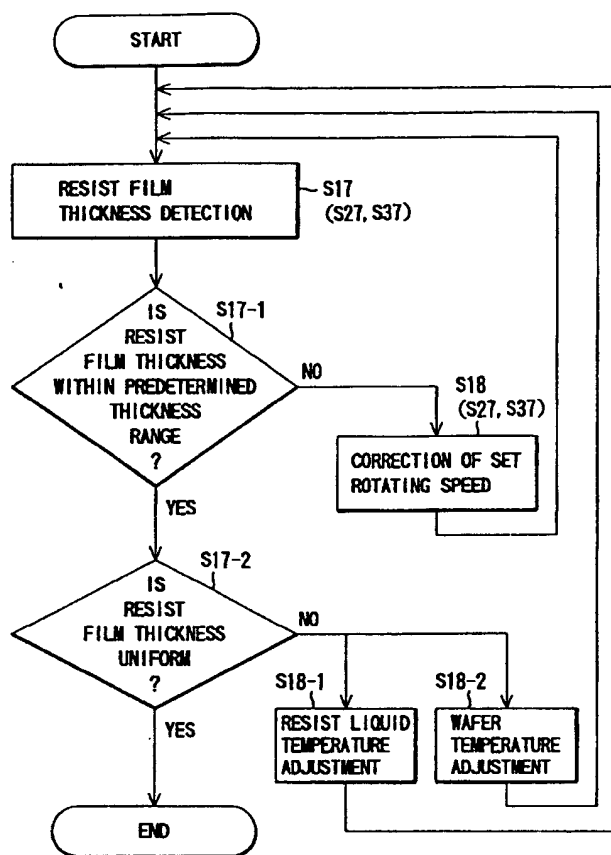 START
RESIST FILM
THICKNESS DETECTION
S17
(S27, S37)
S17-1
IS
RESIST
FILM THICKNESS
WITHIN PREDETERMINED
THICKNESS
RANGE
?
NO
S18
(S27, S37)
CORRECTION OF SET
ROTATING SPEED
YES
S17-2
IS
RESIST
FILM THICKNESS
UNIFORM
?
NO
S18-1
RESIST LIQUID
TEMPERATURE
ADJUSTMENT
S18-2
WAFER
TEMPERATURE
ADJUSTMENT
YES
END